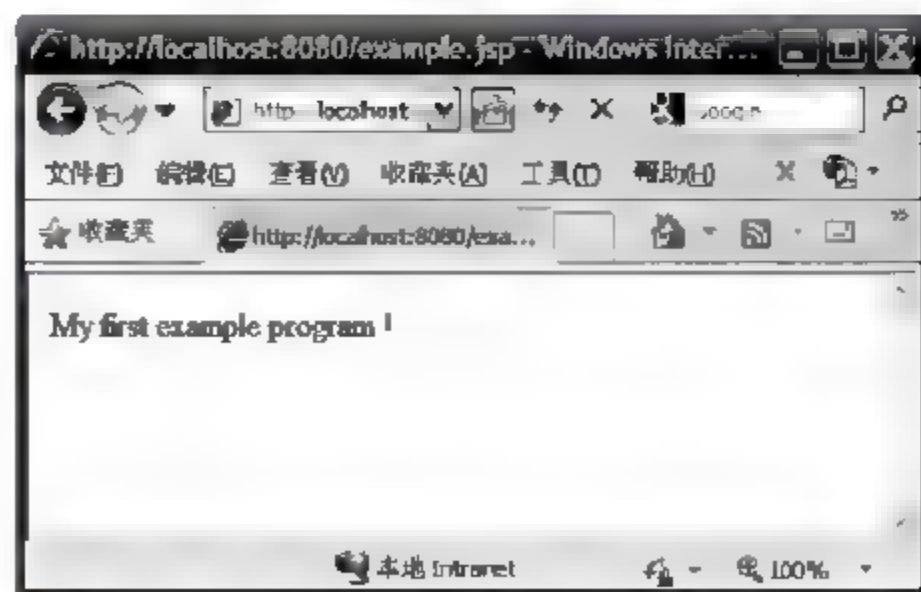 http://localhost:8080/example.jsp - Windows Inter...
http localhost
文件(F) 编辑(E) 查看(V) 收藏夹(A) 工具(T) 帮助(H)
收藏夹 http://localhost:8080/exa...
My first example program !
本地 Intranet 100%